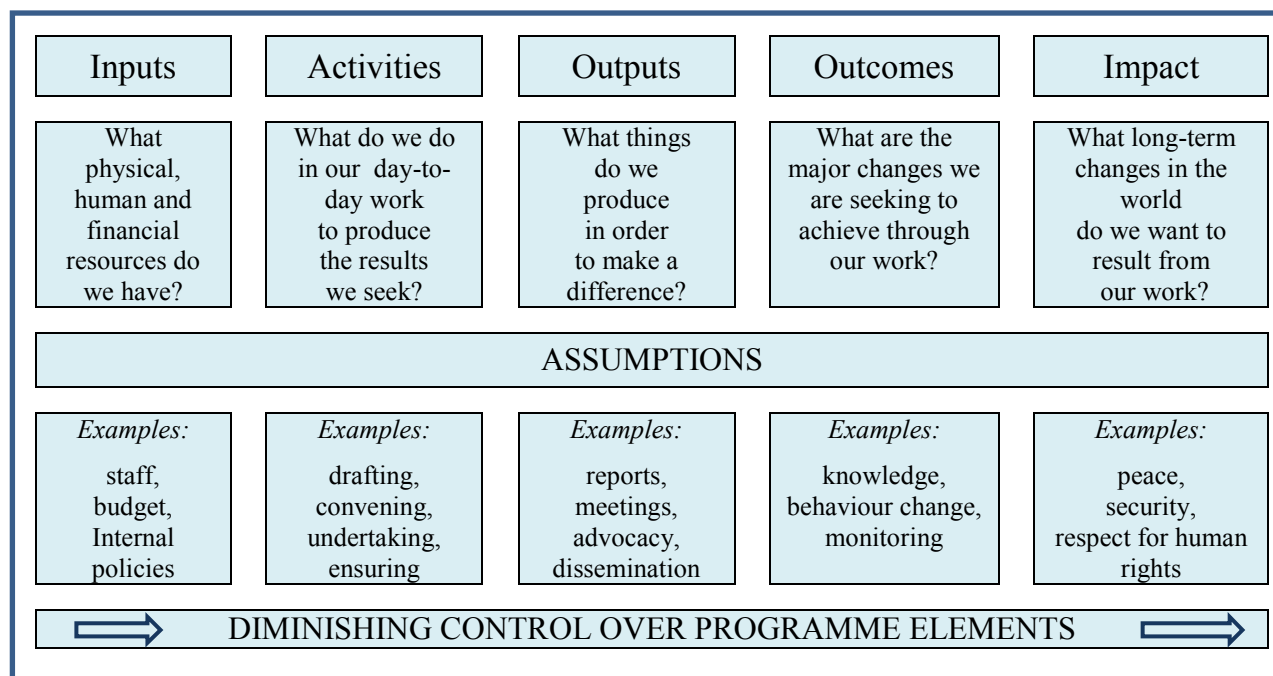 Inputs
Activities
Outputs
Outcomes
Impact
What
physical,
human and
financial
resources do
we have?
What do we do
in our day-to-
day work
to produce
the results
we seek?
What things
do we
produce
in order
to make a
difference?
What are the
major changes we
are seeking to
achieve through
our work?
What long-term
changes in the
world
do we want to
result from
our work?
ASSUMPTIONS
Examples:
staff,
budget,
Internal
policies
Examples:
drafting,
convening,
undertaking,
ensuring
Examples:
reports,
meetings,
advocacy,
dissemination
Examples:
knowledge,
behaviour change,
monitoring
Examples:
peace,
security,
respect for human
rights
DIMINISHING CONTROL OVER PROGRAMME ELEMENTS